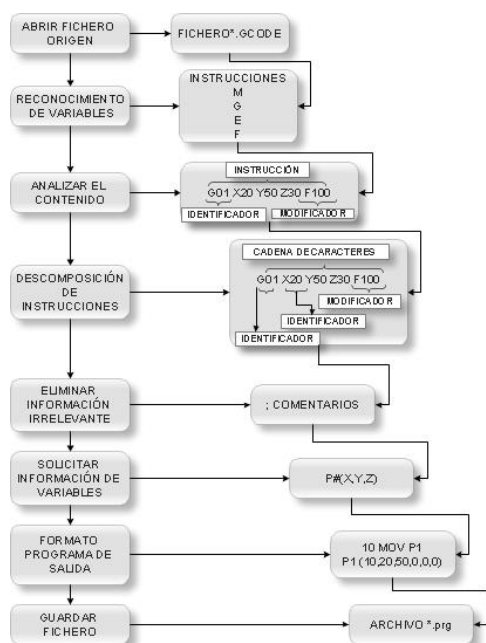 ABRIR FICHERO
ORIGEN
FICHERO*.GCODE
RECONOCIMIENTO
DE VARIABLES
INSTRUCCIONES
M
G
E
F
ANALIZAR EL
CONTENIDO
INSTRUCCIÓN
G01 X20 Y50 Z30 F100
IDENTIFICADOR
MODIFICADOR
DESCOMPOSICIÓN
DE
INSTRUCCIONES
CADENA DE CARACTERES
G01 X20 Y50 Z30 F100
MODIFICADOR
IDENTIFICADOR
IDENTIFICADOR
ELIMINAR
INFORMACIÓN
IRRELEVANTE
; COMENTARIOS
SOLICITAR
INFORMACIÓN DE
VARIABLES
P#(X,Y,Z)
FORMATO
PROGRAMA DE
SALIDA
10 MOV P1
P1 (10,20,50,0,0,0)
GUARDAR
FICHERO
ARCHIVO *.prg